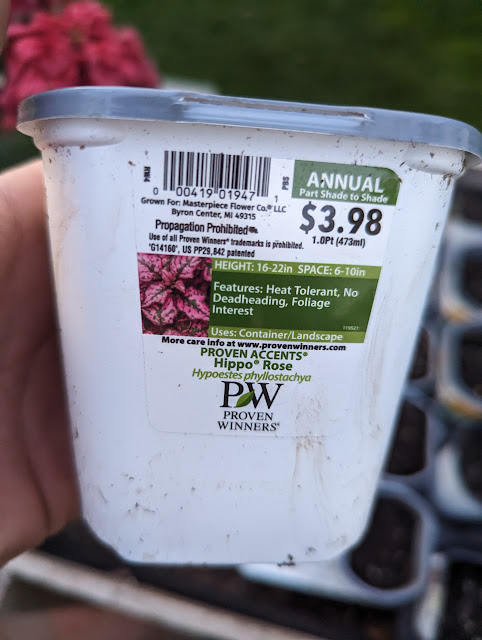 RW4
0 00419 01947 1
PBS
ANNUAL
Part Shade to Shade
Grown For: Masterpiece Flower Co.® LLC
Byron Center, MI 49315
$3.98
1.0Pt (473ml)
Propagation Prohibited
Use of all Proven Winners® trademarks is prohibited.
'G14160', US PP29,842 patented
HEIGHT: 16-22in SPACE: 6-10in
Features: Heat Tolerant, No
Deadheading, Foliage
Interest
Uses: Container/Landscape
More care info at www.provenwinners.com
PROVEN ACCENTS®
Hippo® Rose
Hypoestes phyllostachya
PW
PROVEN
WINNERS®